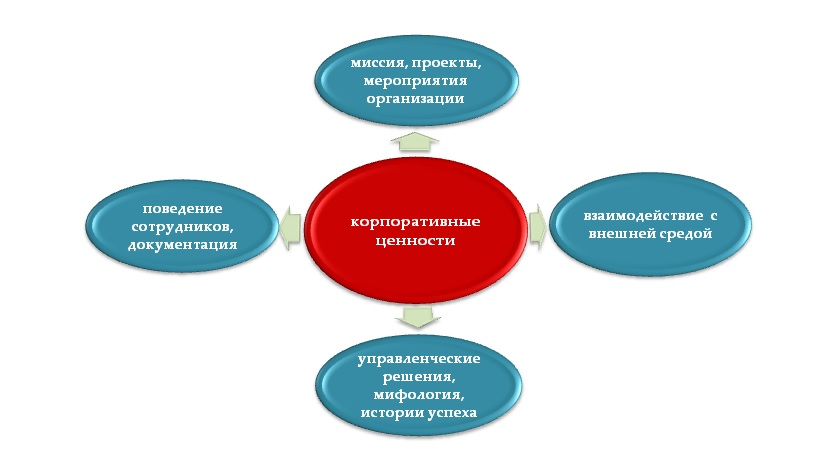 миссия, проекты,
мероприятия
организации
поведение
сотрудников,
документация
корпоративные
ценности
взаимодействие с
внешней средой
управленческие
решения,
мифология,
истории успеха